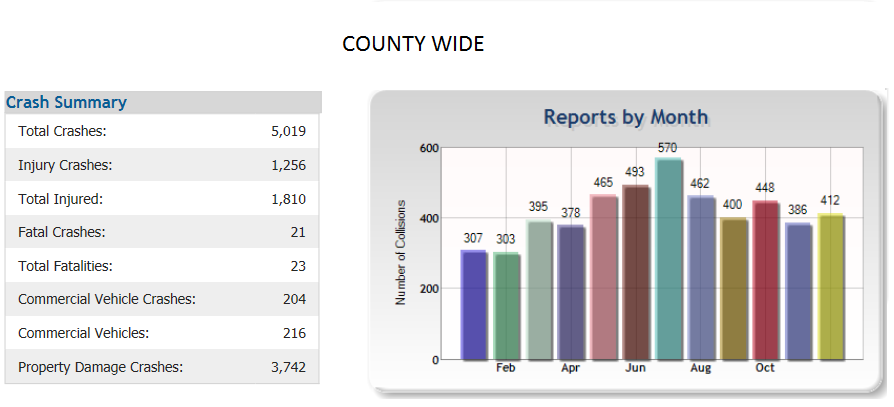 COUNTY WIDE
Crash Summary
Total Crashes: 5,019
Injury Crashes: 1,256
Total Injured: 1,810
Fatal Crashes: 21
Total Fatalities: 23
Commercial Vehicle Crashes: 204
Commercial Vehicles: 216
Property Damage Crashes: 3,742
Reports by Month
Number of Collisions
600
400
200
0
307 303 395 378 465 493 570 462 400 448 386 412
Feb Apr Jun Aug Oct